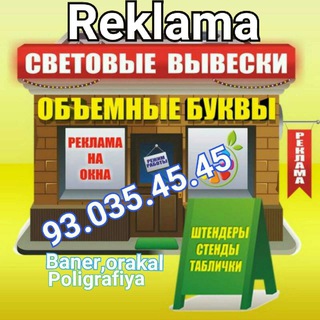 Reklama
СВЕТОВЫЕ ВЫВЕСКИ
ОБЪЕМНЫЕ БУКВЫ
РЕКЛАМА
НА
ОКНА
РЕЖИМ
РАБОТЫ
РЕКЛАМА
93.035.45.45
ШТЕНДЕРЫ
СТЕНДЫ
ТАБЛИЧКИ
Baner,orakal
Poligrafiya